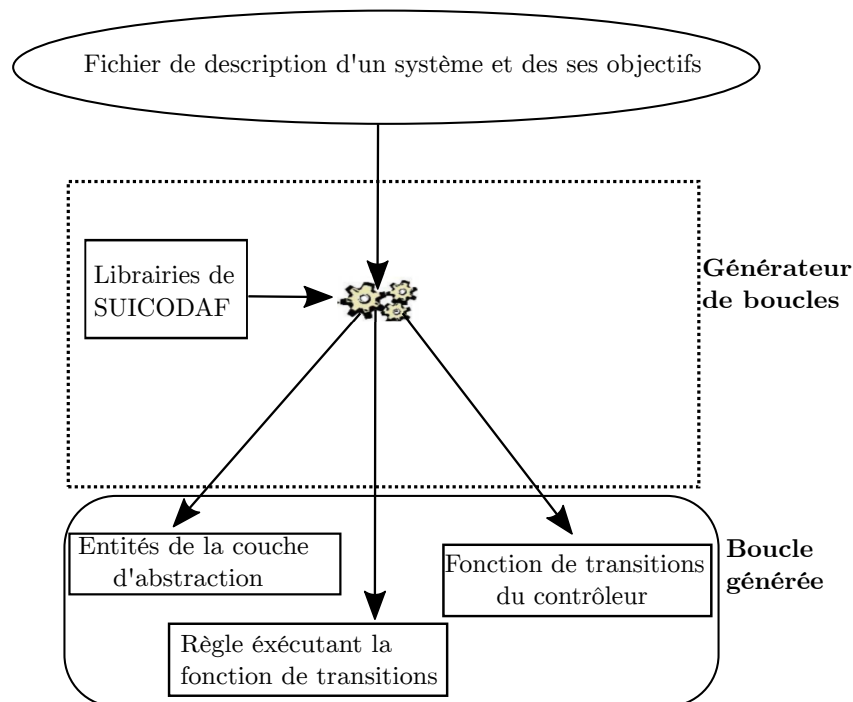 Fichier de description d'un système et des ses objectifs
Librairies de
SUICODAF
Générateur
de boucles
Entités de la couche
d'abstraction
Fonction de transitions
du contrôleur
Boucle
générée
Règle éxécutant la
fonction de transitions